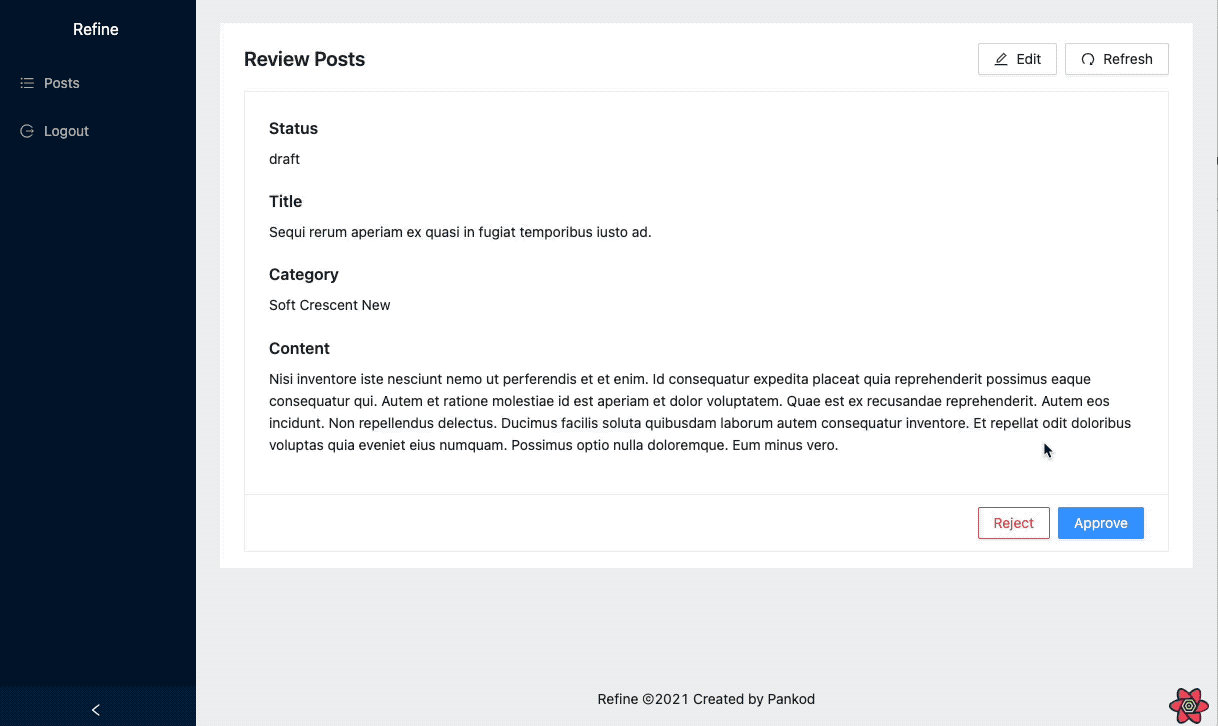 Refine
Posts
Logout
Review Posts
Edit
Refresh
Status
draft
Title
Sequi rerum aperiam ex quasi in fugiat temporibus iusto ad.
Category
Soft Crescent New
Content
Nisi inventore iste nesciunt nemo ut perferendis et et enim. Id consequatur expedita placeat quia reprehenderit possimus eaque
consequatur qui. Autem et ratione molestiae id est aperiam et dolor voluptatem. Quae est ex recusandae reprehenderit. Autem eos
incidunt. Non repellendus delectus. Ducimus facilis soluta quibusdam laborum autem consequatur inventore. Et repellat odit doloribus
voluptas quia eveniet eius numquam. Possimus optio nulla doloremque. Eum minus vero.
Reject
Approve
Refine ©2021 Created by Pankod